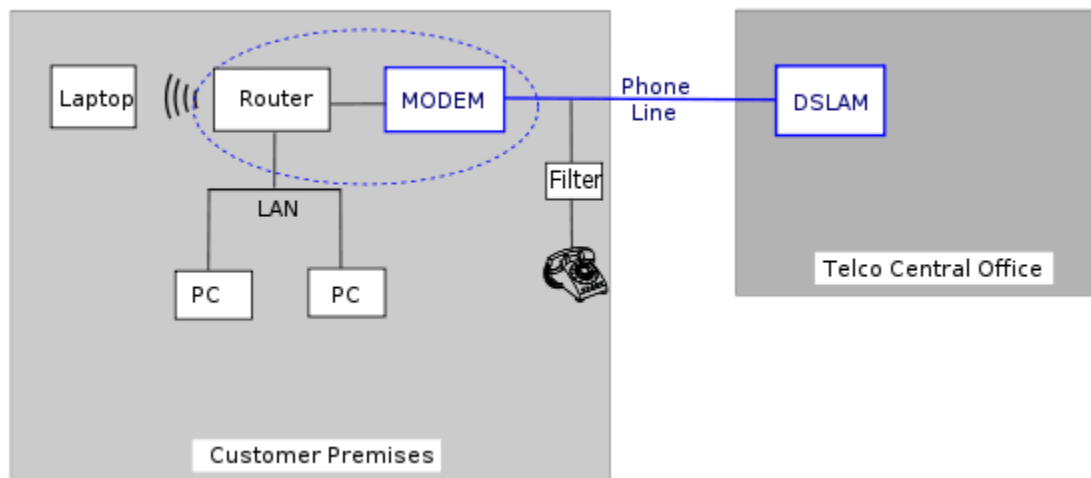 Laptop
Router
MODEM
Phone
Line
DSLAM
Filter
LAN
PC
PC
Telco Central Office
Customer Premises